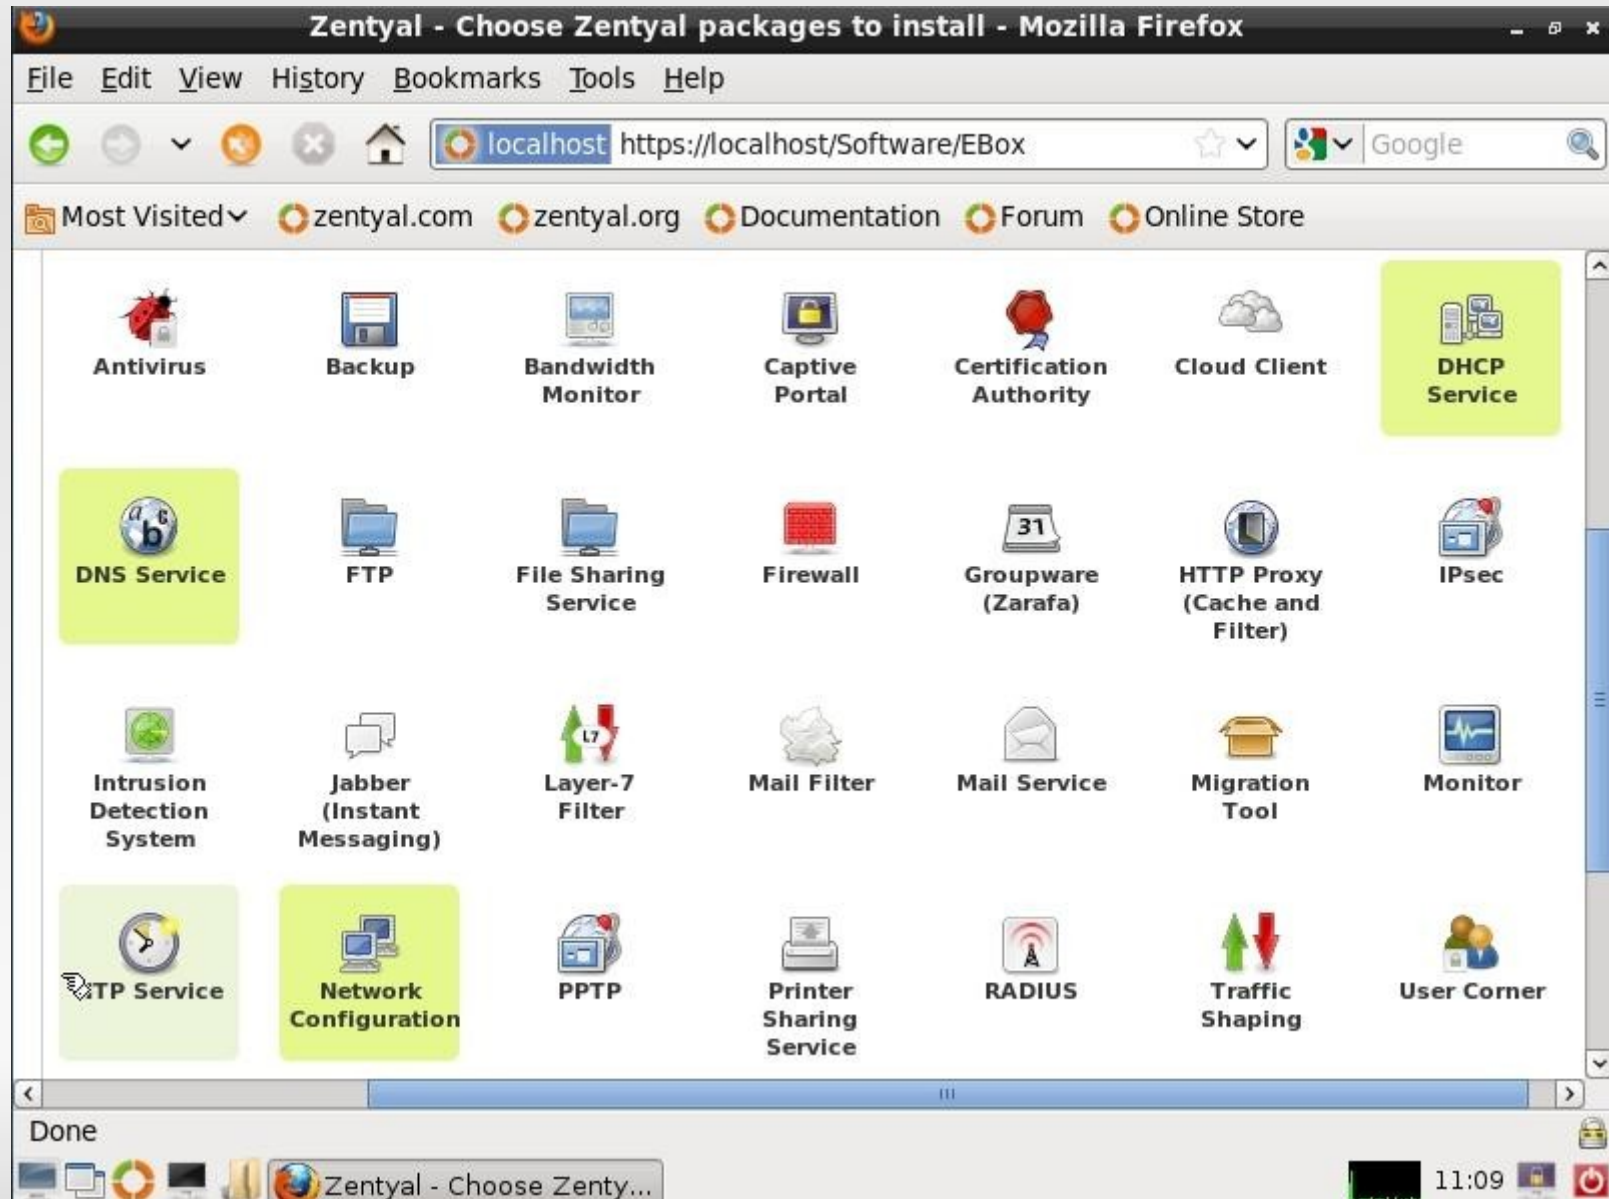 Zentyal - Choose Zentyal packages to install - Mozilla Firefox
File Edit View History Bookmarks Tools Help
localhost https://localhost/Software/EBox Google
Most Visited zentyal.com zentyal.org Documentation Forum Online Store
Antivirus Backup Bandwidth Captive Certification Cloud Client DHCP
Monitor Portal Authority Service
DNS Service FTP File Sharing Firewall Groupware HTTP Proxy IPsec
Service (Zarafa) (Cache and
Filter)
31
L7
Intrusion Jabber Layer-7 Mail Filter Mail Service Migration Monitor
Detection (Instant Filter Tool
System Messaging)
TP Service Network PPTP Printer RADIUS Traffic User Corner
Configuration Sharing Shaping
Service
Done
Zentyal - Choose Zenty... 11:09